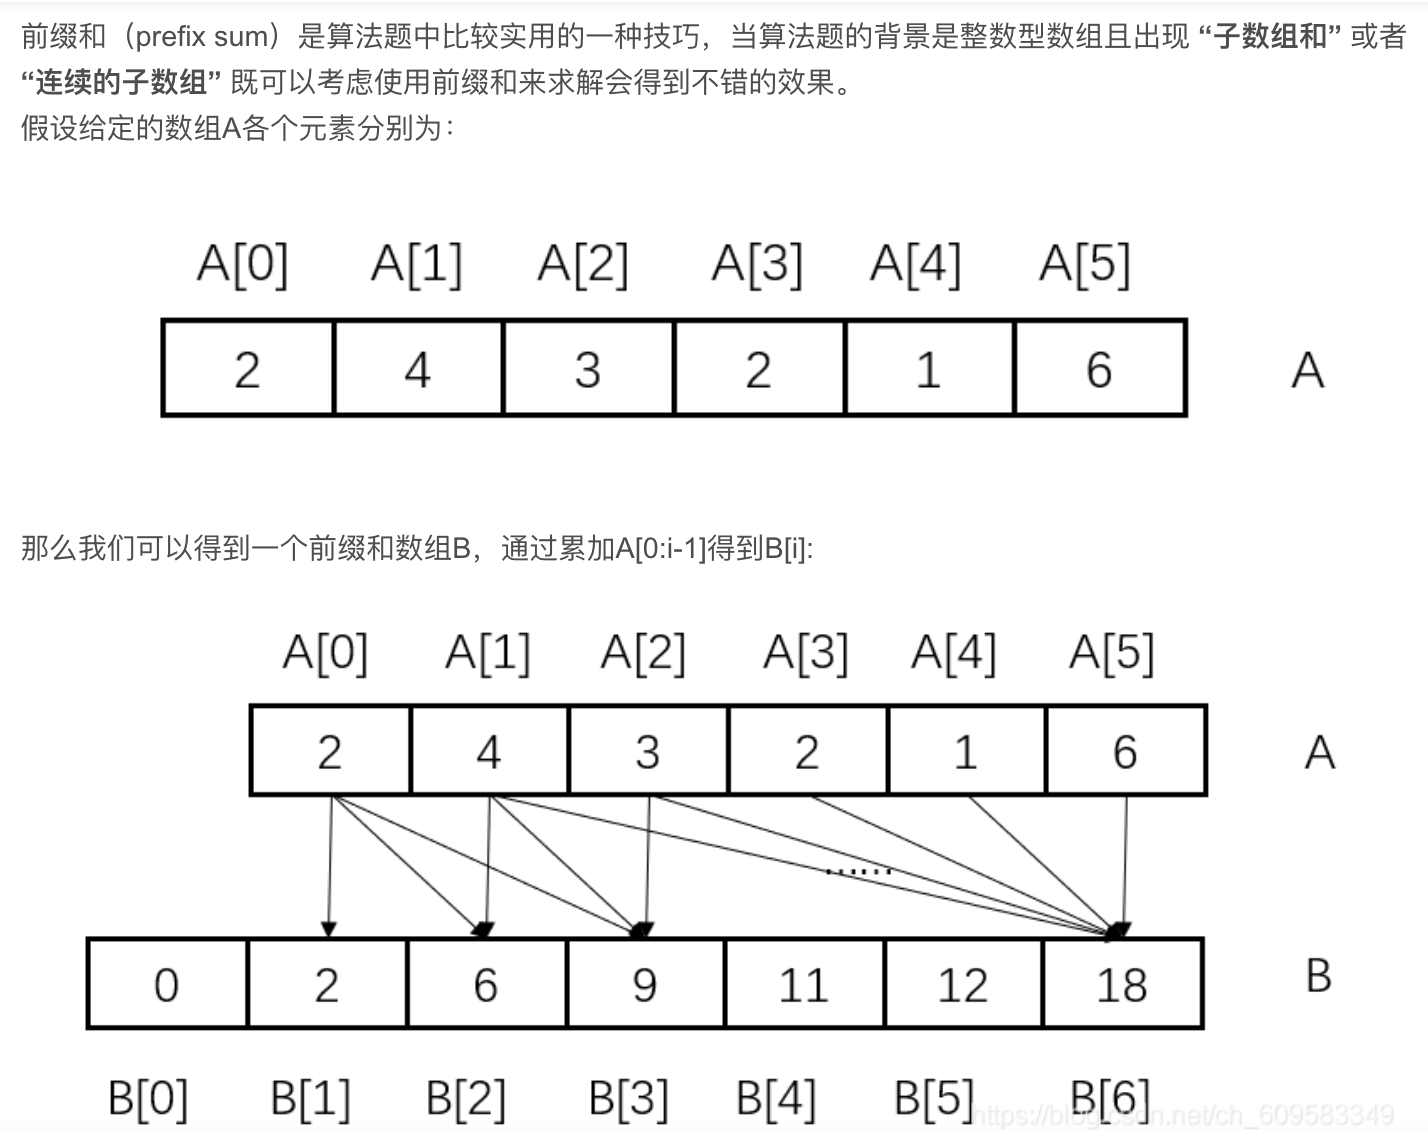 前缀和（prefix sum）是算法题中比较实用的一种技巧，当算法题的背景是整数型数组且出现 “子数组和” 或者
“连续的子数组” 既可以考虑使用前缀和来求解会得到不错的效果。
假设给定的数组A各个元素分别为：
A[0] A[1] A[2] A[3] A[4] A[5]
2 4 3 2 1 6 A
那么我们可以得到一个前缀和数组B，通过累加A[0:i-1]得到B[i]:
A[0] A[1] A[2] A[3] A[4] A[5]
2 4 3 2 1 6 A
......
0 2 6 9 11 12 18 B
B[0] B[1] B[2] B[3] B[4] B[5] B[6]
https://blog.csdn.net/ch_609583349